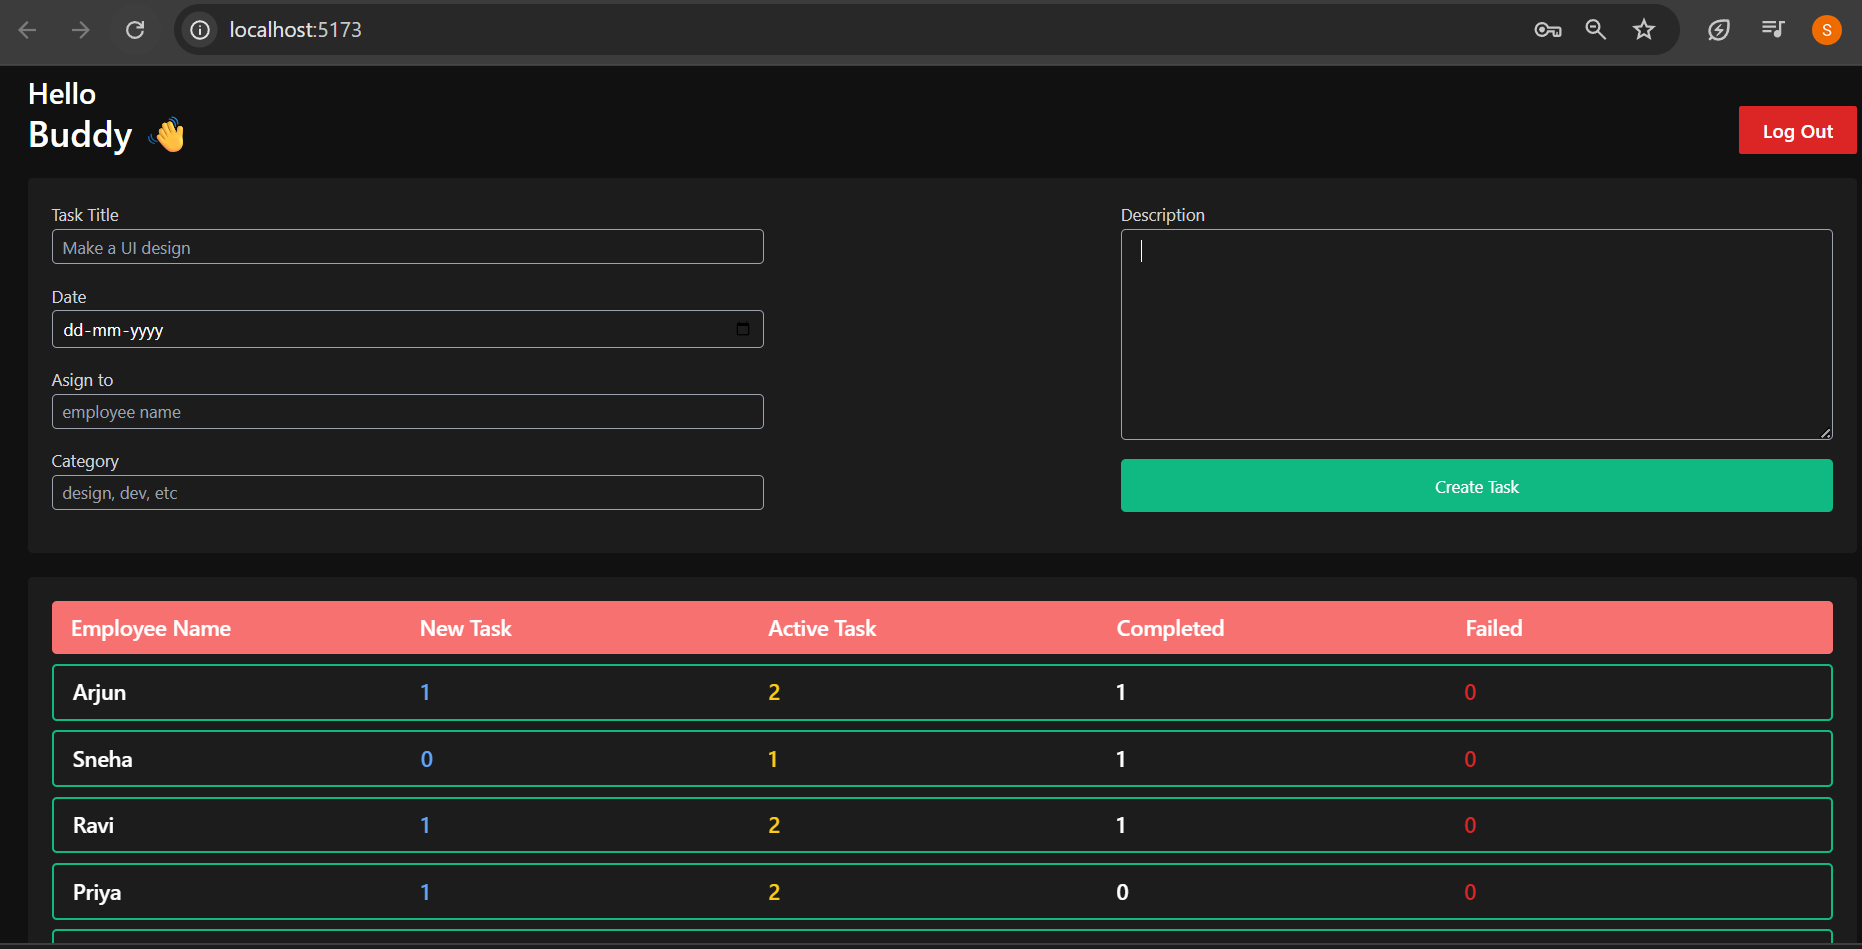 localhost:5173
S
Hello
Buddy 👋
Log Out
Task Title
Make a UI design
Date
dd-mm-yyyy
Asign to
employee name
Category
design, dev, etc
Description
Create Task
Employee Name New Task Active Task Completed Failed
Arjun 1 2 1 0
Sneha 0 1 1 0
Ravi 1 2 1 0
Priya 1 2 0 0